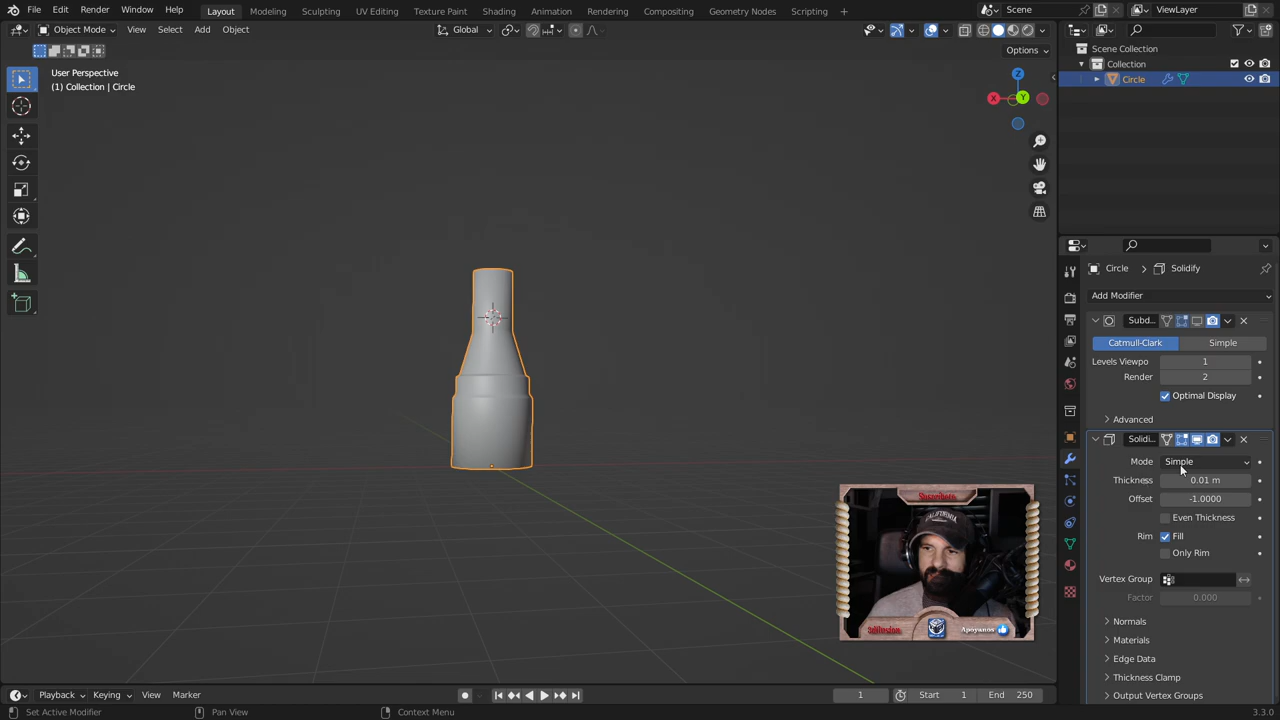 File Edit Render Window Help Layout Modeling Sculpting UV Editing Texture Paint Shading Animation Rendering Compositing Geometry Nodes Scripting + Scene ViewLayer
Object Mode View Select Add Object Global
Options
User Perspective
(1) Collection | Circle
Z
X
Y
Scene Collection
Collection
Circle
Circle > Solidify
Add Modifier
Subd...
Catmull-Clark Simple
Levels Viewpo 1
Render 2
Optimal Display
Advanced
Solidi...
Mode Simple
Thickness 0.01 m
Offset -1.0000
Even Thickness
Rim Fill
Only Rim
Vertex Group
Factor 0.000
Normals
Materials
Edge Data
Thickness Clamp
Output Vertex Groups
CALIFORNIA
Apoyanos
Playback Keying View Marker 1 Start 1 End 250
Set Active Modifier Pan View Context Menu 3.3.0